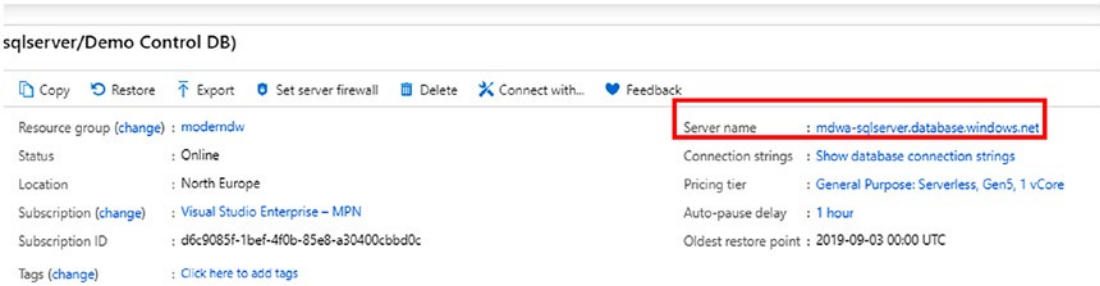 sqlserver/Demo Control DB)
Copy Restore Export Set server firewall Delete Connect with... Feedback
Resource group (change) : moderndw
Server name : mdwa-sqlserver.database.windows.net
Status : Online
Connection strings : Show database connection strings
Location : North Europe
Pricing tier : General Purpose: Serverless, Gen5, 1 vCore
Subscription (change) : Visual Studio Enterprise – MPN
Auto-pause delay : 1 hour
Subscription ID : d6c9085f-1bef-4f0b-85e8-a30400cbbd0c
Oldest restore point : 2019-09-03 00:00 UTC
Tags (change) : Click here to add tags